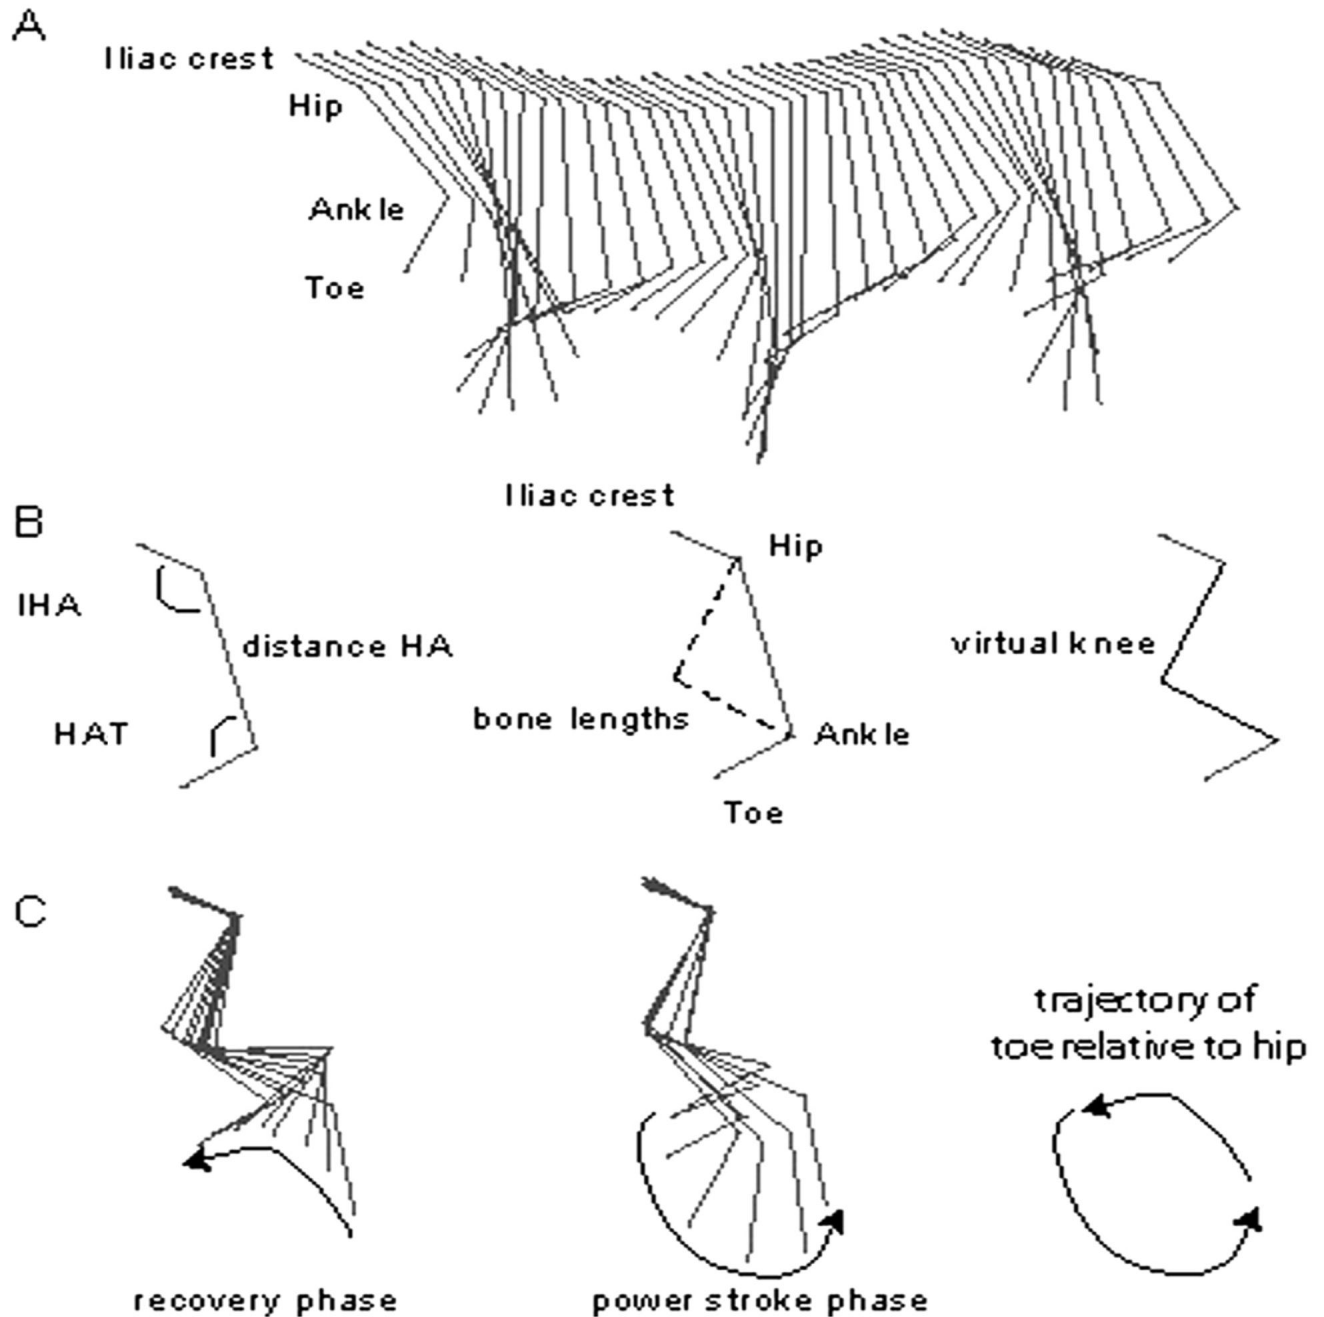 A
Iliac crest
Hip
Ankle
Toe
B
Iliac crest
Hip
IHA
distance HA
virtual knee
bone lengths
HAT
Ankle
Toe
C
trajectory of
toe relative to hip
recovery phase
power stroke phase